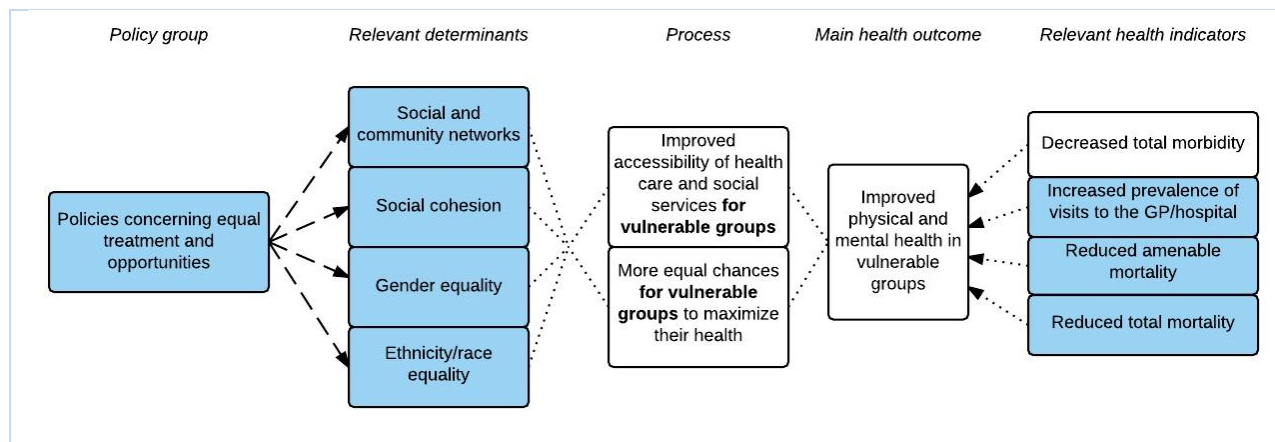 Policy group
Relevant determinants
Process
Main health outcome
Relevant health indicators
Policies concerning equal
treatment and
opportunities
Social and
community networks
Social cohesion
Gender equality
Ethnicity/race
equality
Improved
accessibility of health
care and social
services for
vulnerable groups
More equal chances
for vulnerable
groups to maximize
their health
Improved
physical and
mental health in
vulnerable
groups
Decreased total morbidity
Increased prevalence of
visits to the GP/hospital
Reduced amenable
mortality
Reduced total mortality